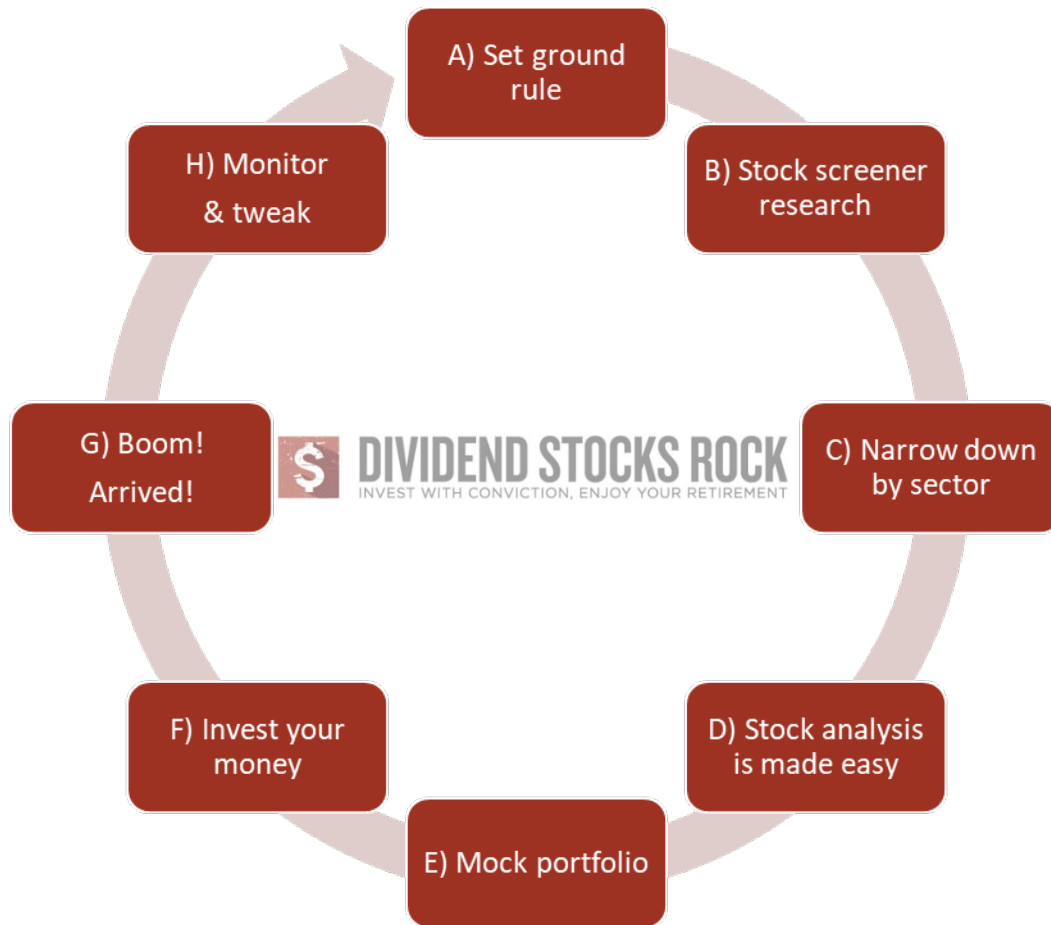 A) Set ground
rule
B) Stock screener
research
C) Narrow down
by sector
D) Stock analysis
is made easy
E) Mock portfolio
F) Invest your
money
G) Boom!
Arrived!
H) Monitor
& tweak
$ DIVIDEND STOCKS ROCK
INVEST WITH CONVICTION, ENJOY YOUR RETIREMENT